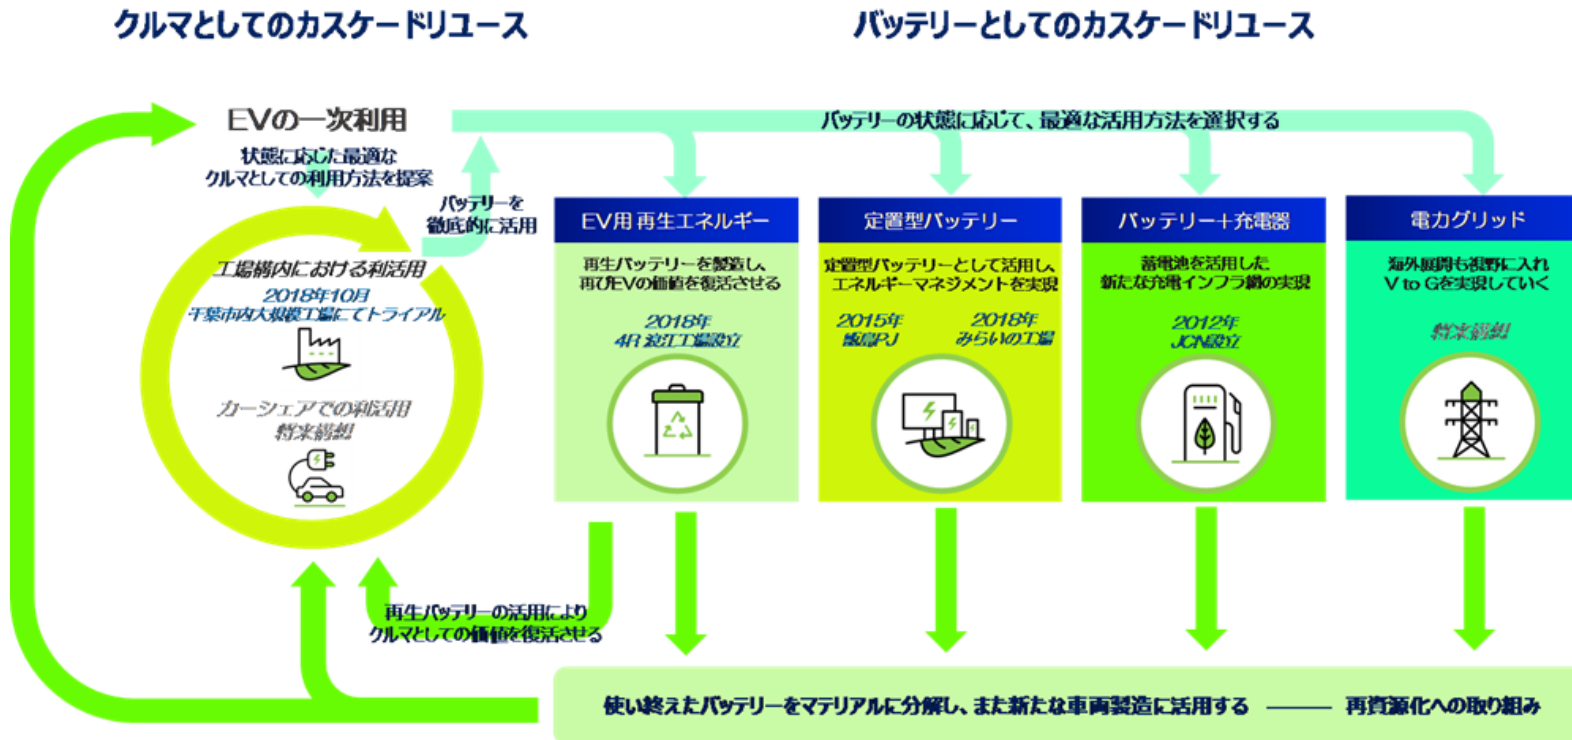 クルマとしてのカスケードリユース
バッテリーとしてのカスケードリユース
EVの一次利用
状態に応じた最適な
クルマとしての利用方法を提案
バッテリーを
徹底的に活用
バッテリーの状態に応じて、最適な活用方法を選択する
工場構内における利活用
2018年10月
千葉市内大規模工場にてトライアル
カーシェアでの利活用
将来構想
EV用 再生エネルギー
再生バッテリーを製造し、
再びEVの価値を復活させる
2018年
4R 浪江工場設立
定置型バッテリー
定置型バッテリーとして活用し、
エネルギーマネジメントを実現
2015年
甑島PJ
2018年
みらいの工場
バッテリー＋充電器
蓄電池を活用した
新たな充電インフラ網の実現
2012年
JCN設立
電力グリッド
海外展開も視野に入れ
V to Gを実現していく
将来構想
再生バッテリーの活用により
クルマとしての価値を復活させる
使い終えたバッテリーをマテリアルに分解し、また新たな車両製造に活用する ―― 再資源化への取り組み